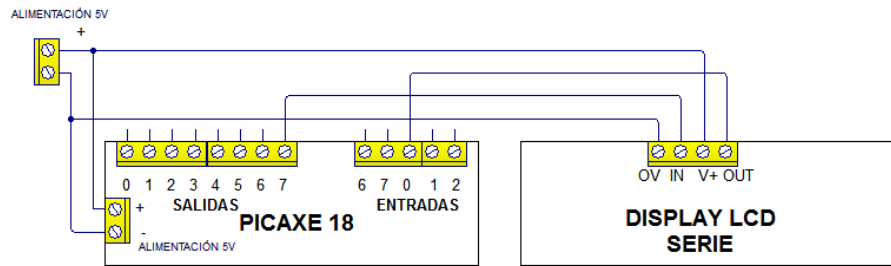 ALIMENTACIÓN 5V
+
0 1 2 3 4 5 6 7
6 7 0 1 2
OV IN V+ OUT
+
SALIDAS
ENTRADAS
-
PICAXE 18
ALIMENTACIÓN 5V
DISPLAY LCD
SERIE